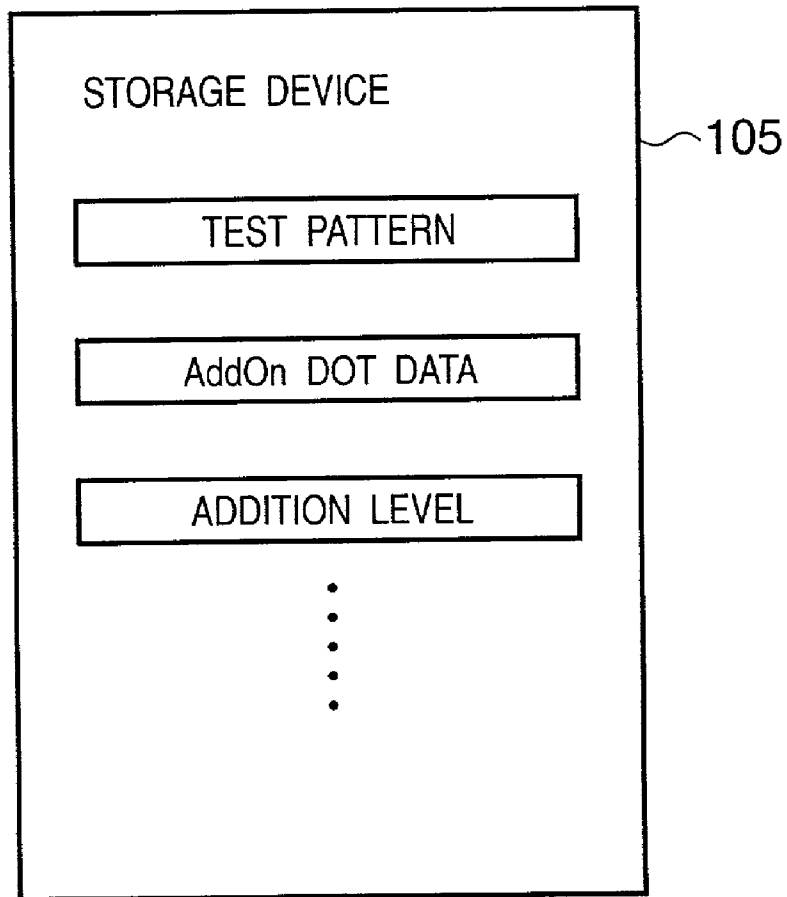 STORAGE DEVICE
105
TEST PATTERN
AddOn DOT DATA
ADDITION LEVEL